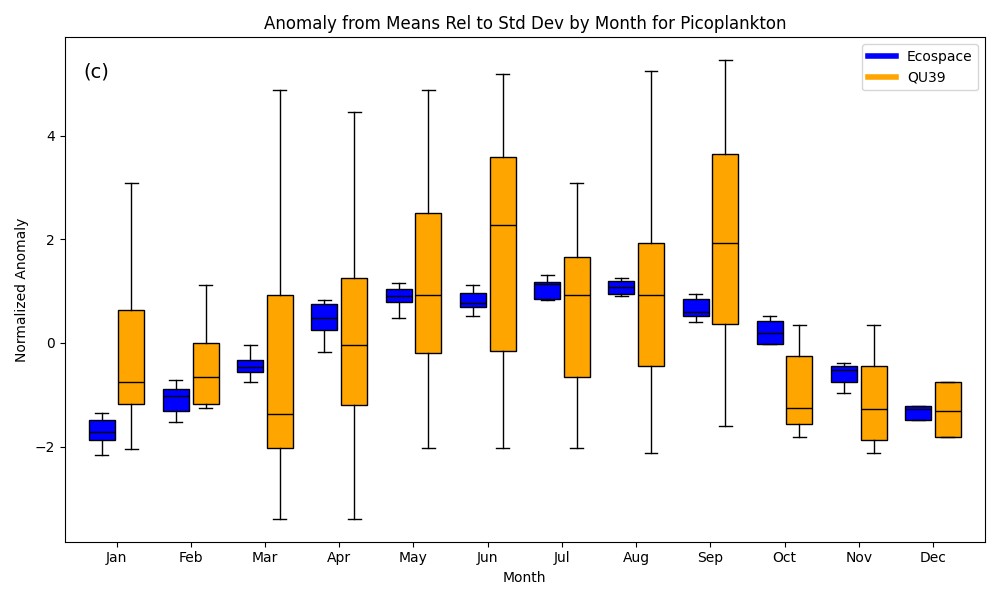 Anomaly from Means Rel to Std Dev by Month for Picoplankton
(c)
Ecospace
QU39
Normalized Anomaly
4
2
0
−2
Jan Feb Mar Apr May Jun Jul Aug Sep Oct Nov Dec
Month